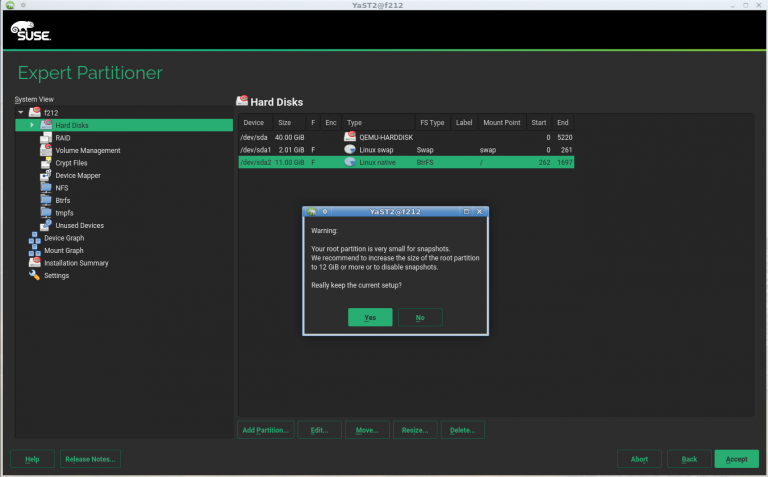 YaST2@f212
SUSE
Expert Partitioner
System View
f212
Hard Disks
RAID
Volume Management
Crypt Files
Device Mapper
NFS
Btrfs
tmpfs
Unused Devices
Device Graph
Mount Graph
Installation Summary
Settings
Hard Disks
Device Size F Enc Type FS Type Label Mount Point Start End
/dev/sda 40.00 GiB QEMU-HARDDISK 0 5220
/dev/sda1 2.01 GiB F Linux swap Swap swap 0 261
/dev/sda2 11.00 GiB F Linux native BtrFS / 262 1697
YaST2@f212
Warning:
Your root partition is very small for snapshots.
We recommend to increase the size of the root partition
to 12 GiB or more or to disable snapshots.
Really keep the current setup?
Yes No
Add Partition... Edit... Move... Resize... Delete...
Help Release Notes... Abort Back Accept